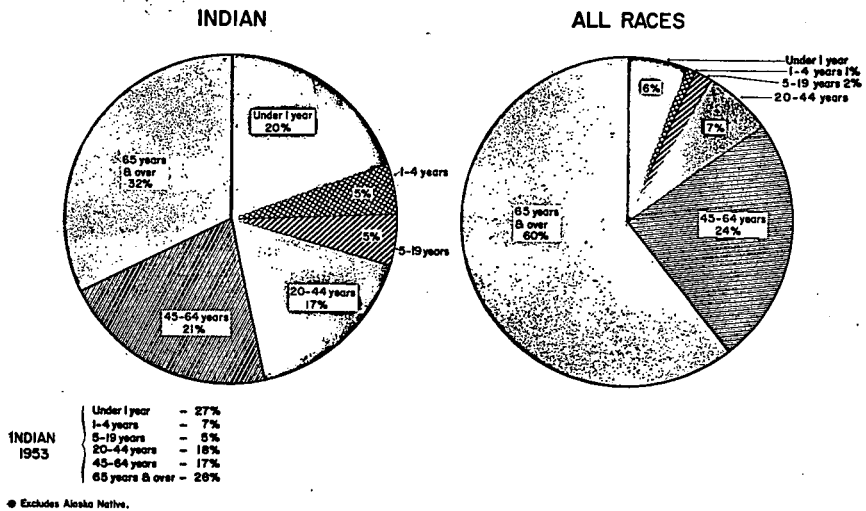 INDIAN
Under 1 year
20%
1-4 years
5%
5%
5-19 years
20-44 years
17%
45-64 years
21%
65 years
& over
32%
ALL RACES
Under 1 year
1-4 years 1%
5-19 years 2%
20-44 years
6%
7%
45-64 years
24%
65 years
& over
60%
INDIAN
1953
Under 1 year - 27%
1-4 years - 7%
5-19 years - 5%
20-44 years - 18%
45-64 years - 17%
65 years & over - 26%
● Excludes Alaska Native.